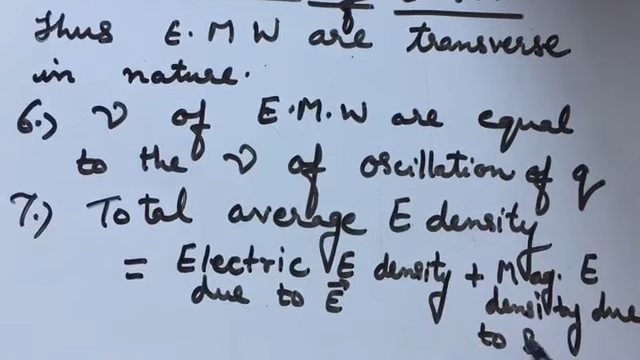 Thus E.M W are transverse
in nature.
6.) ν of E.M.W are equal
to the ν of oscillation of q
7.) Total average E density
= Electric E density + Mag. E
due to E⃗ density due
to